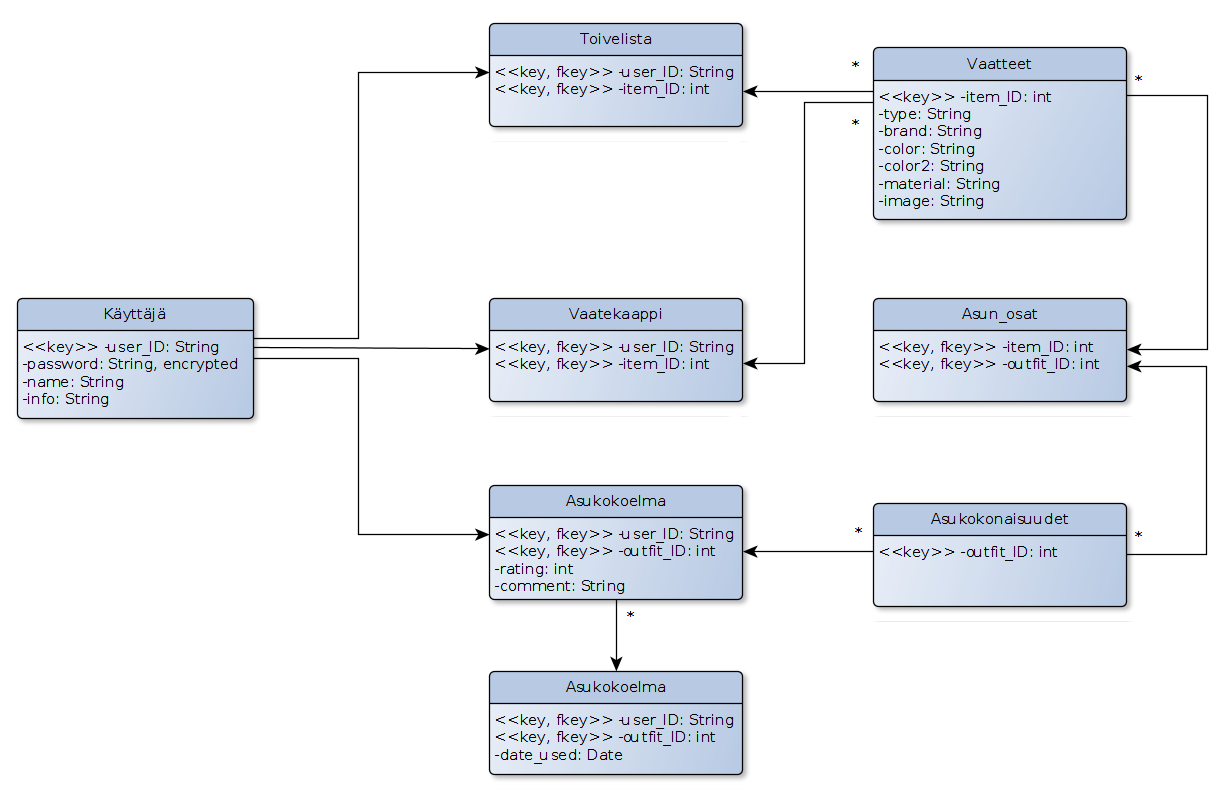 Toivelista
<<key, fkey>> -user_ID: String
<<key, fkey>> -item_ID: int
*
*
Vaatteet
<<key>> -item_ID: int
-type: String
-brand: String
-color: String
-color2: String
-material: String
-image: String
*
Käyttäjä
<<key>> -user_ID: String
-password: String, encrypted
-name: String
-info: String
Vaatekaappi
<<key, fkey>> -user_ID: String
<<key, fkey>> -item_ID: int
Asun_osat
<<key, fkey>> -item_ID: int
<<key, fkey>> -outfit_ID: int
Asukokoelma
<<key, fkey>> -user_ID: String
<<key, fkey>> -outfit_ID: int
-rating: int
-comment: String
*
*
Asukokonaisuudet
<<key>> -outfit_ID: int
*
Asukokoelma
<<key, fkey>> -user_ID: String
<<key, fkey>> -outfit_ID: int
-date_used: Date